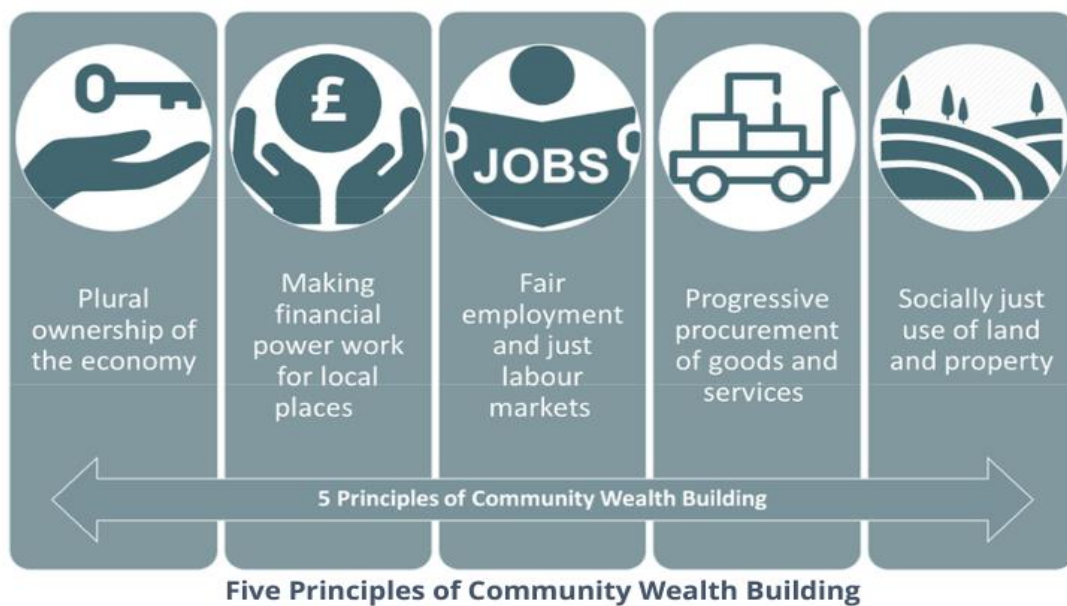 £
JOBS
Plural
ownership of
the economy
Making
financial
power work
for local
places
Fair
employment
and just
labour
markets
Progressive
procurement
of goods and
services
Socially just
use of land
and property
5 Principles of Community Wealth Building
Five Principles of Community Wealth Building